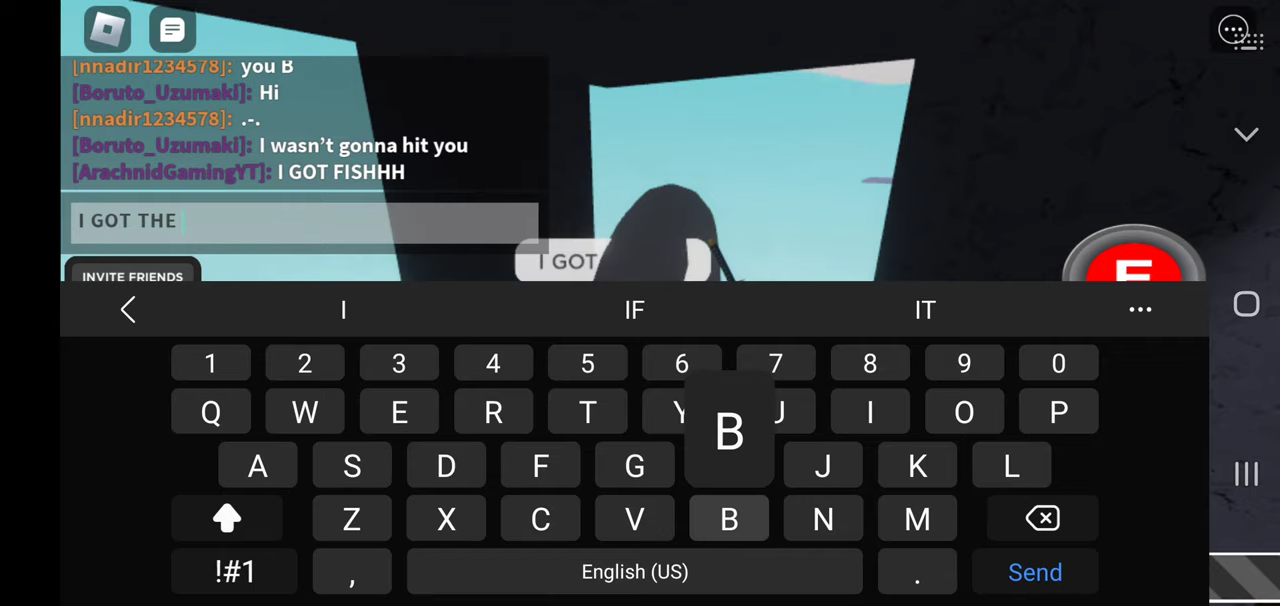 [nnadir1234578]: you B
[Boruto_Uzumaki]: Hi
[nnadir1234578]: .-.
[Boruto_Uzumaki]: I wasn't gonna hit you
[ArachnidGamingYT]: I GOT FISHHH
I GOT THE
I GOT
INVITE FRIENDS
I IF IT
1 2 3 4 5 6 7 8 9 0
Q W E R T Y U I O P
A S D F G B J K L
Z X C V B N M
!#1 , English (US) . Send